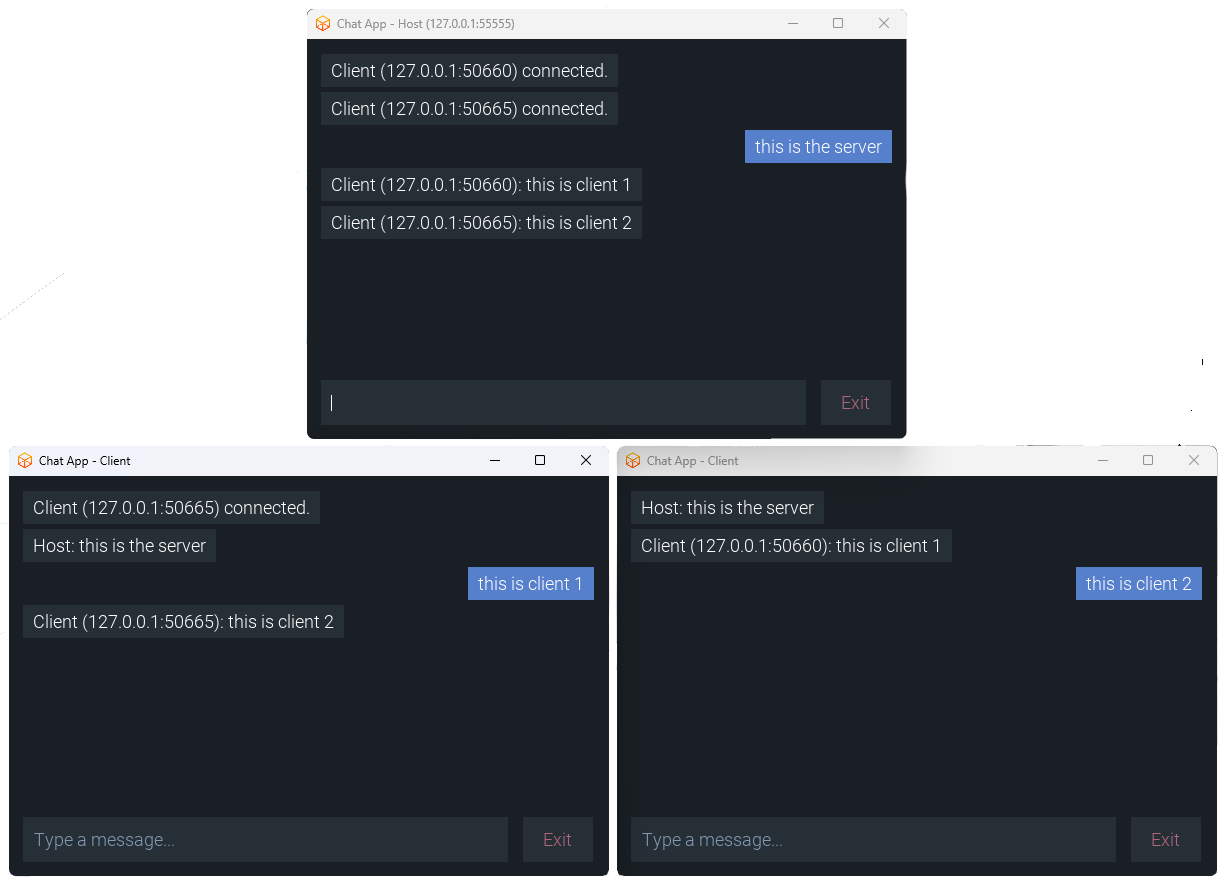 Chat App - Host (127.0.0.1:55555)
Client (127.0.0.1:50660) connected.
Client (127.0.0.1:50665) connected.
this is the server
Client (127.0.0.1:50660): this is client 1
Client (127.0.0.1:50665): this is client 2
Exit
Chat App - Client
Client (127.0.0.1:50665) connected.
Host: this is the server
this is client 1
Client (127.0.0.1:50665): this is client 2
Type a message...
Exit
Chat App - Client
Host: this is the server
Client (127.0.0.1:50660): this is client 1
this is client 2
Type a message...
Exit